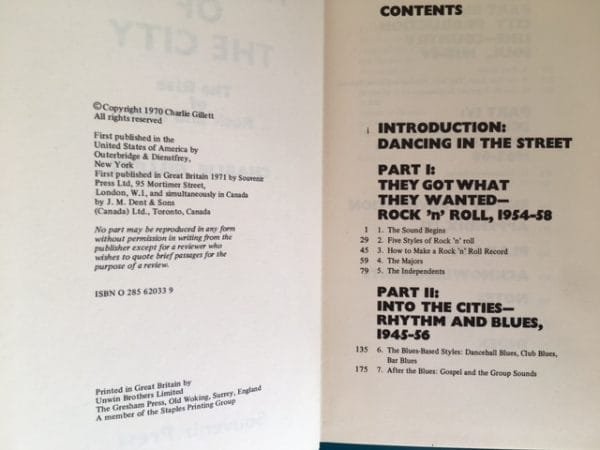 ©Copyright 1970 Charlie Gillett
All rights reserved
First published in the
United States of America by
Outerbridge & Dienstfrey,
New York
First published in Great Britain 1971 by Souvenir
Press Ltd, 95 Mortimer Street,
London, W.1, and simultaneously in Canada
by J. M. Dent & Sons
(Canada) Ltd., Toronto, Canada
No part may be reproduced in any form
without permission in writing from the
publisher except for a reviewer who
wishes to quote brief passages for the
purpose of a review.
ISBN O 285 62033 9
Printed in Great Britain by
Unwin Brothers Limited
The Gresham Press, Old Woking, Surrey, England
A member of the Staples Printing Group
CONTENTS
i INTRODUCTION:
DANCING IN THE STREET
PART I:
THEY GOT WHAT
THEY WANTED—
ROCK 'n' ROLL, 1954-58
1 1. The Sound Begins
29 2. Five Styles of Rock 'n' roll
45 3. How to Make a Rock 'n' Roll Record
59 4. The Majors
79 5. The Independents
PART II:
INTO THE CITIES—
RHYTHM AND BLUES,
1945-56
135 6. The Blues-Based Styles: Dancehall Blues, Club Blues,
Bar Blues
175 7. After the Blues: Gospel and the Group Sounds
OF
THE CITY
The Rise
of
Souvenir Press